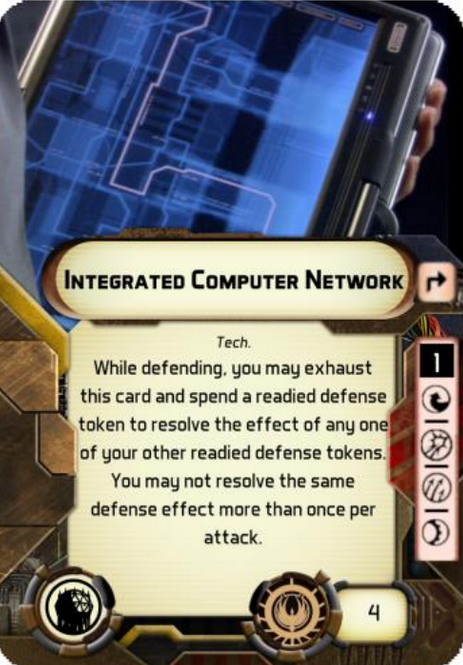 INTEGRATED COMPUTER NETWORK
Tech.
While defending, you may exhaust
this card and spend a readied defense
token to resolve the effect of any one
of your other readied defense tokens.
You may not resolve the same
defense effect more than once per
attack.
1
4